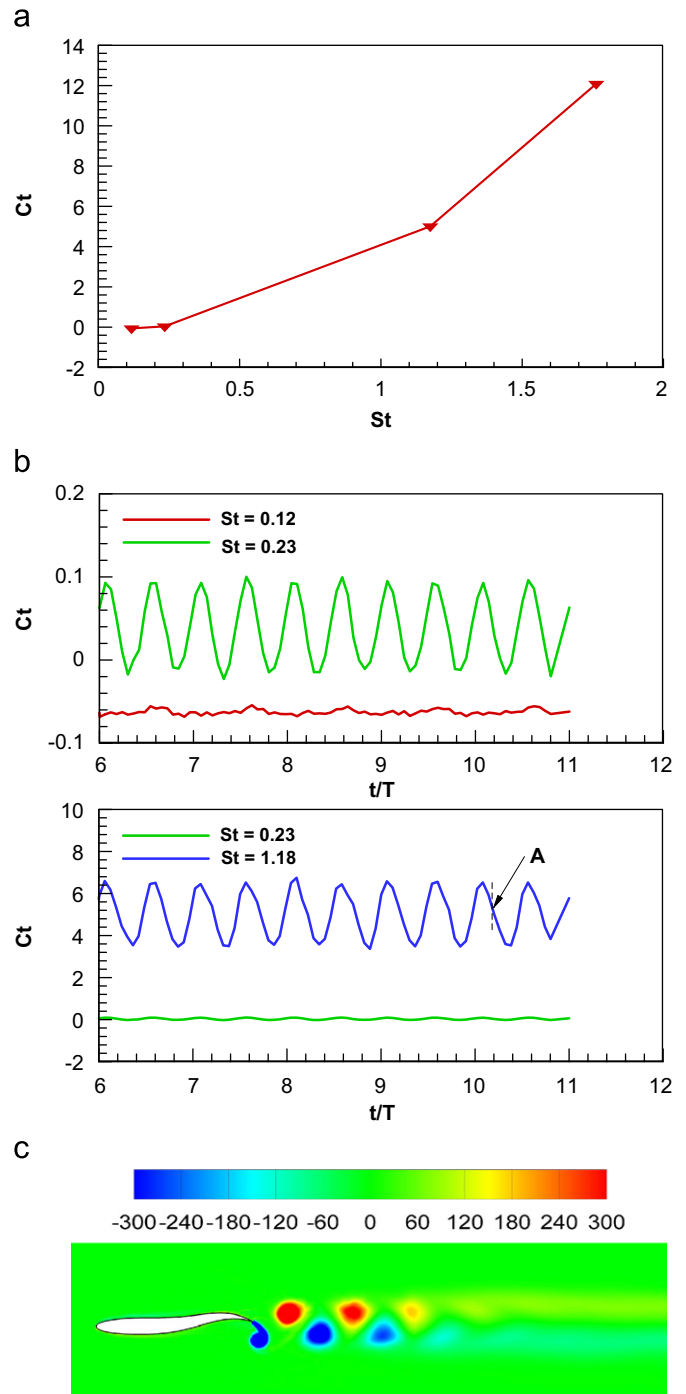 a
14
12
10
8
6
4
2
0
-2
Ct
0 0.5 1 1.5 2
St
b
0.2
0.1
0
-0.1
Ct
St = 0.12
St = 0.23
6 7 8 9 10 11 12
t/T
10
8
6
4
2
0
-2
Ct
St = 0.23
St = 1.18
A
6 7 8 9 10 11 12
t/T
c
-300 -240 -180 -120 -60 0 60 120 180 240 300